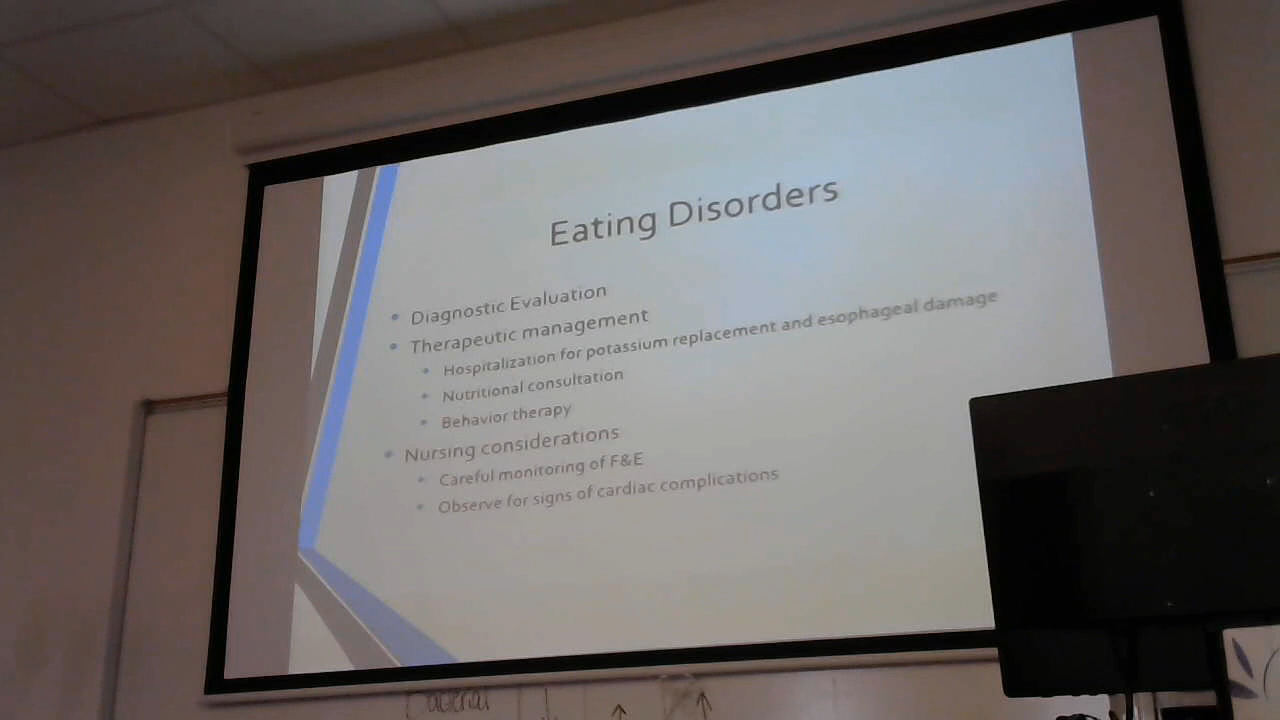 Eating Disorders
• Diagnostic Evaluation
• Therapeutic management
• Hospitalization for potassium replacement and esophageal damage
• Nutritional consultation
• Behavior therapy
• Nursing considerations
• Careful monitoring of F&E
• Observe for signs of cardiac complications